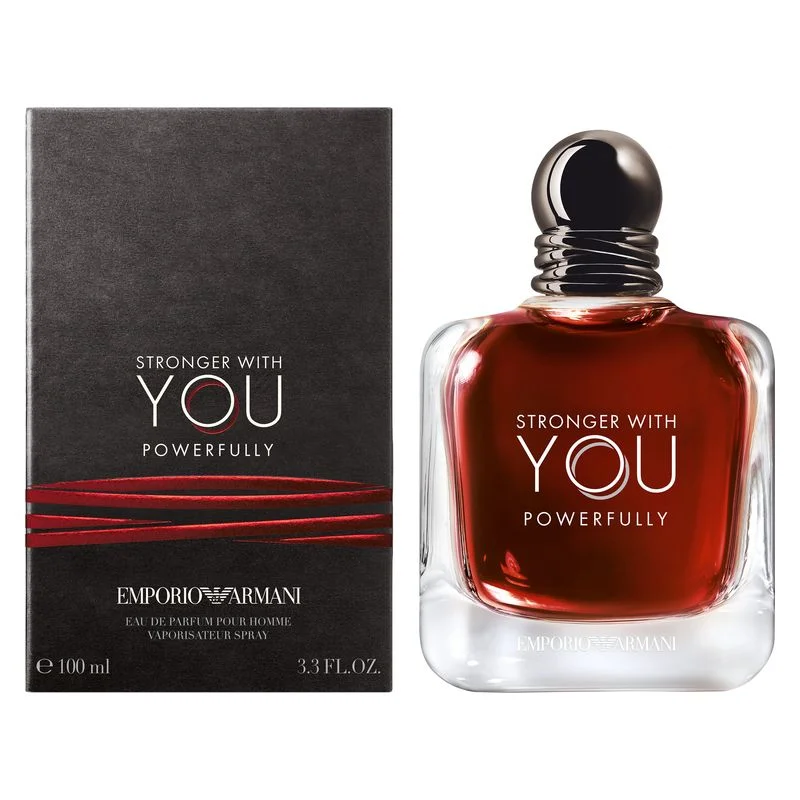 STRONGER WITH
YOU
POWERFULLY
EMPORIO ARMANI
EAU DE PARFUM POUR HOMME
VAPORISATEUR SPRAY
℮ 100 ml 3.3 FL.OZ.
STRONGER WITH
YOU
POWERFULLY
EMPORIO ARMANI